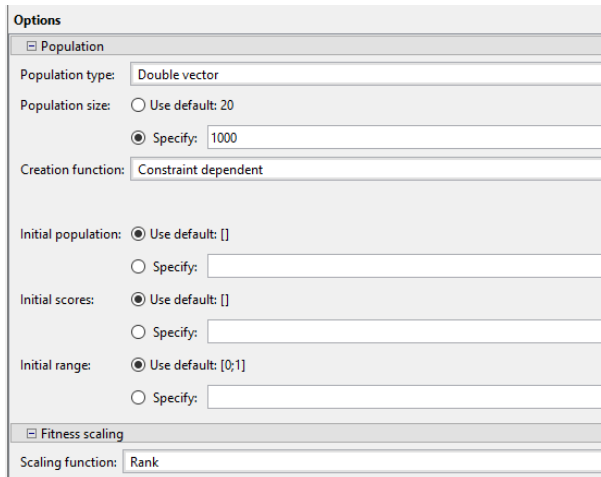 Options
Population
Population type: Double vector
Population size: Use default: 20
Specify: 1000
Creation function: Constraint dependent
Initial population: Use default: []
Specify:
Initial scores: Use default: []
Specify:
Initial range: Use default: [0;1]
Specify:
Fitness scaling
Scaling function: Rank